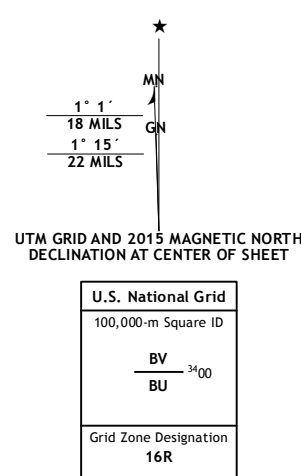 ★
MN
1° 1´
18 MILS
GN
1° 15´
22 MILS
UTM GRID AND 2015 MAGNETIC NORTH
DECLINATION AT CENTER OF SHEET
U.S. National Grid
100,000-m Square ID
BV
3400
BU
Grid Zone Designation
16R